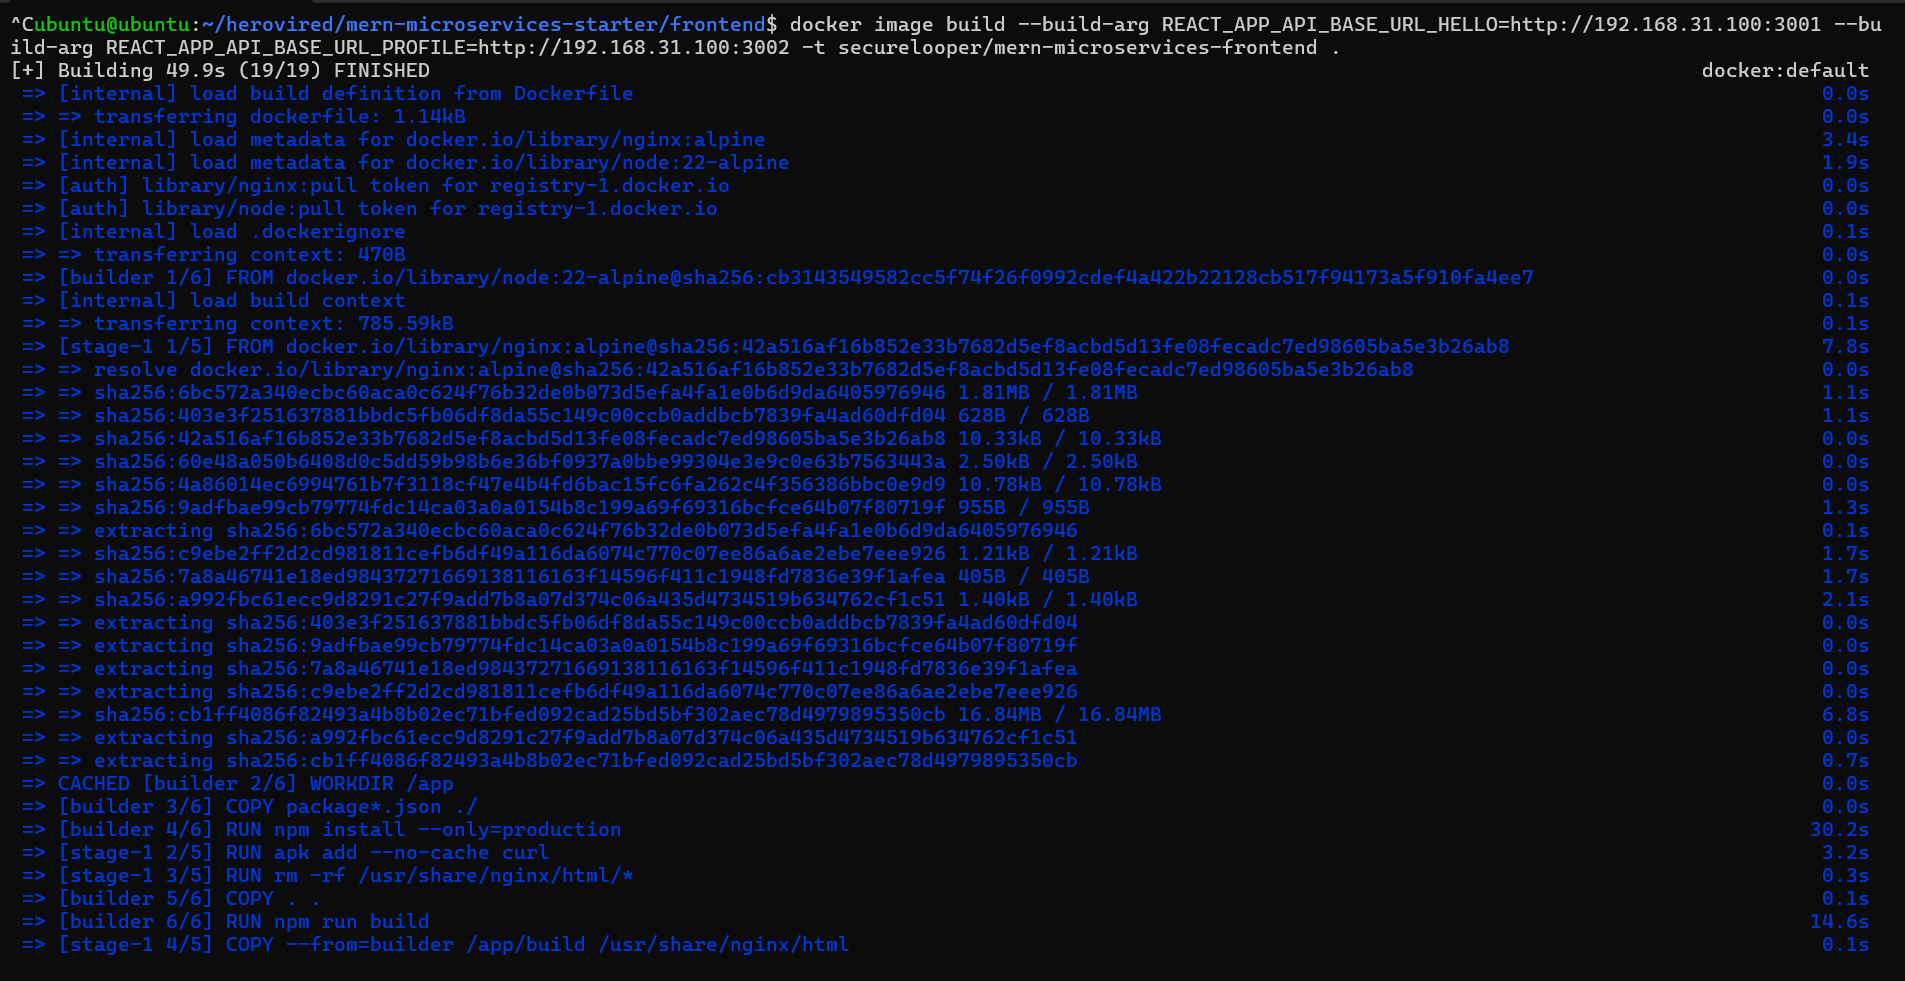 ^Cubuntu@ubuntu:~/herovired/mern-microservices-starter/frontend$ docker image build --build-arg REACT_APP_API_BASE_URL_HELLO=http://192.168.31.100:3001 --bu
ild-arg REACT_APP_API_BASE_URL_PROFILE=http://192.168.31.100:3002 -t securelooper/mern-microservices-frontend .
[+] Building 49.9s (19/19) FINISHED docker:default
=> [internal] load build definition from Dockerfile 0.0s
=> => transferring dockerfile: 1.14kB 0.0s
=> [internal] load metadata for docker.io/library/nginx:alpine 3.4s
=> [internal] load metadata for docker.io/library/node:22-alpine 1.9s
=> [auth] library/nginx:pull token for registry-1.docker.io 0.0s
=> [auth] library/node:pull token for registry-1.docker.io 0.0s
=> [internal] load .dockerignore 0.1s
=> => transferring context: 470B 0.0s
=> [builder 1/6] FROM docker.io/library/node:22-alpine@sha256:cb3143549582cc5f74f26f0992cdef4a422b22128cb517f94173a5f910fa4ee7 0.0s
=> [internal] load build context 0.1s
=> => transferring context: 785.59kB 0.1s
=> [stage-1 1/5] FROM docker.io/library/nginx:alpine@sha256:42a516af16b852e33b7682d5ef8acbd5d13fe08fecadc7ed98605ba5e3b26ab8 7.8s
=> => resolve docker.io/library/nginx:alpine@sha256:42a516af16b852e33b7682d5ef8acbd5d13fe08fecadc7ed98605ba5e3b26ab8 0.0s
=> => sha256:6bc572a340ecbc60aca0c624f76b32de0b073d5efa4fa1e0b6d9da6405976946 1.81MB / 1.81MB 1.1s
=> => sha256:403e3f251637881bbdc5fb06df8da55c149c00ccb0addbcb7839fa4ad60dfd04 628B / 628B 1.1s
=> => sha256:42a516af16b852e33b7682d5ef8acbd5d13fe08fecadc7ed98605ba5e3b26ab8 10.33kB / 10.33kB 0.0s
=> => sha256:60e48a050b6408d0c5dd59b98b6e36bf0937a0bbe99304e3e9c0e63b7563443a 2.50kB / 2.50kB 0.0s
=> => sha256:4a86014ec6994761b7f3118cf47e4b4fd6bac15fc6fa262c4f356386bbc0e9d9 10.78kB / 10.78kB 0.0s
=> => sha256:9adfbae99cb79774fdc14ca03a0a0154b8c199a69f69316bcfce64b07f80719f 955B / 955B 1.3s
=> => extracting sha256:6bc572a340ecbc60aca0c624f76b32de0b073d5efa4fa1e0b6d9da6405976946 0.1s
=> => sha256:c9ebe2ff2d2cd981811cefb6df49a116da6074c770c07ee86a6ae2ebe7eee926 1.21kB / 1.21kB 1.7s
=> => sha256:7a8a46741e18ed98437271669138116163f14596f411c1948fd7836e39f1afea 405B / 405B 1.7s
=> => sha256:a992fbc61ecc9d8291c27f9add7b8a07d374c06a435d4734519b634762cf1c51 1.40kB / 1.40kB 2.1s
=> => extracting sha256:403e3f251637881bbdc5fb06df8da55c149c00ccb0addbcb7839fa4ad60dfd04 0.0s
=> => extracting sha256:9adfbae99cb79774fdc14ca03a0a0154b8c199a69f69316bcfce64b07f80719f 0.0s
=> => extracting sha256:7a8a46741e18ed98437271669138116163f14596f411c1948fd7836e39f1afea 0.0s
=> => extracting sha256:c9ebe2ff2d2cd981811cefb6df49a116da6074c770c07ee86a6ae2ebe7eee926 0.0s
=> => sha256:cb1ff4086f82493a4b8b02ec71bfed092cad25bd5bf302aec78d4979895350cb 16.84MB / 16.84MB 6.8s
=> => extracting sha256:a992fbc61ecc9d8291c27f9add7b8a07d374c06a435d4734519b634762cf1c51 0.0s
=> => extracting sha256:cb1ff4086f82493a4b8b02ec71bfed092cad25bd5bf302aec78d4979895350cb 0.7s
=> CACHED [builder 2/6] WORKDIR /app 0.0s
=> [builder 3/6] COPY package*.json ./ 0.0s
=> [builder 4/6] RUN npm install --only=production 30.2s
=> [stage-1 2/5] RUN apk add --no-cache curl 3.2s
=> [stage-1 3/5] RUN rm -rf /usr/share/nginx/html/* 0.3s
=> [builder 5/6] COPY . . 0.1s
=> [builder 6/6] RUN npm run build 14.6s
=> [stage-1 4/5] COPY --from=builder /app/build /usr/share/nginx/html 0.1s